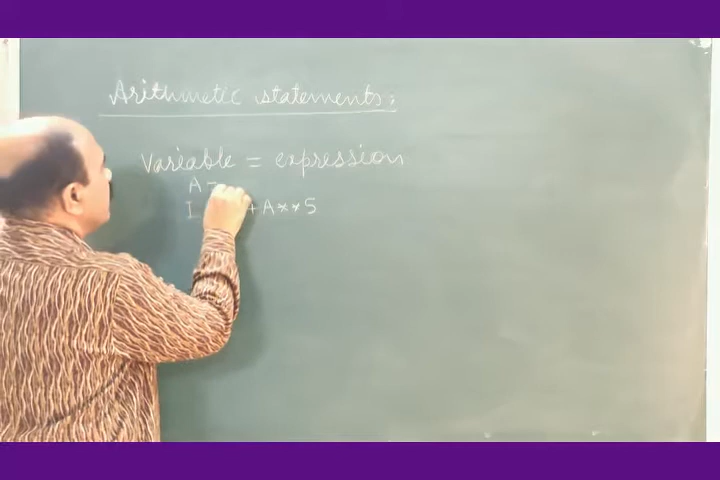 Arithmetic statements:
Variable = expression
A =
I + A**5